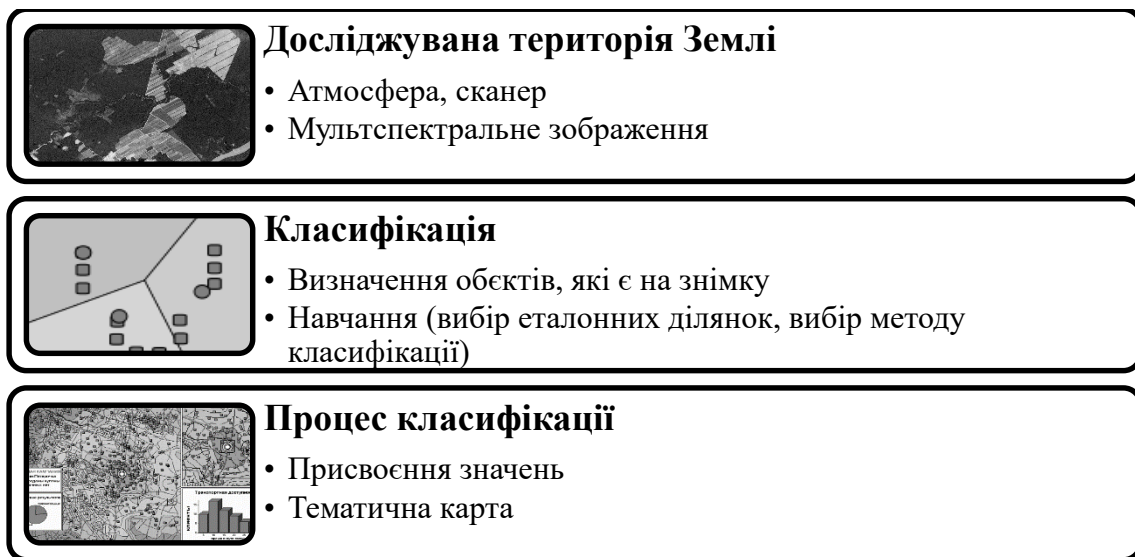 Досліджувана територія Землі
• Атмосфера, сканер
• Мультспектральне зображення
Класифікація
• Визначення обєктів, які є на знімку
• Навчання (вибір еталонних ділянок, вибір методу
класифікації)
Процес класифікації
• Присвоєння значень
• Тематична карта